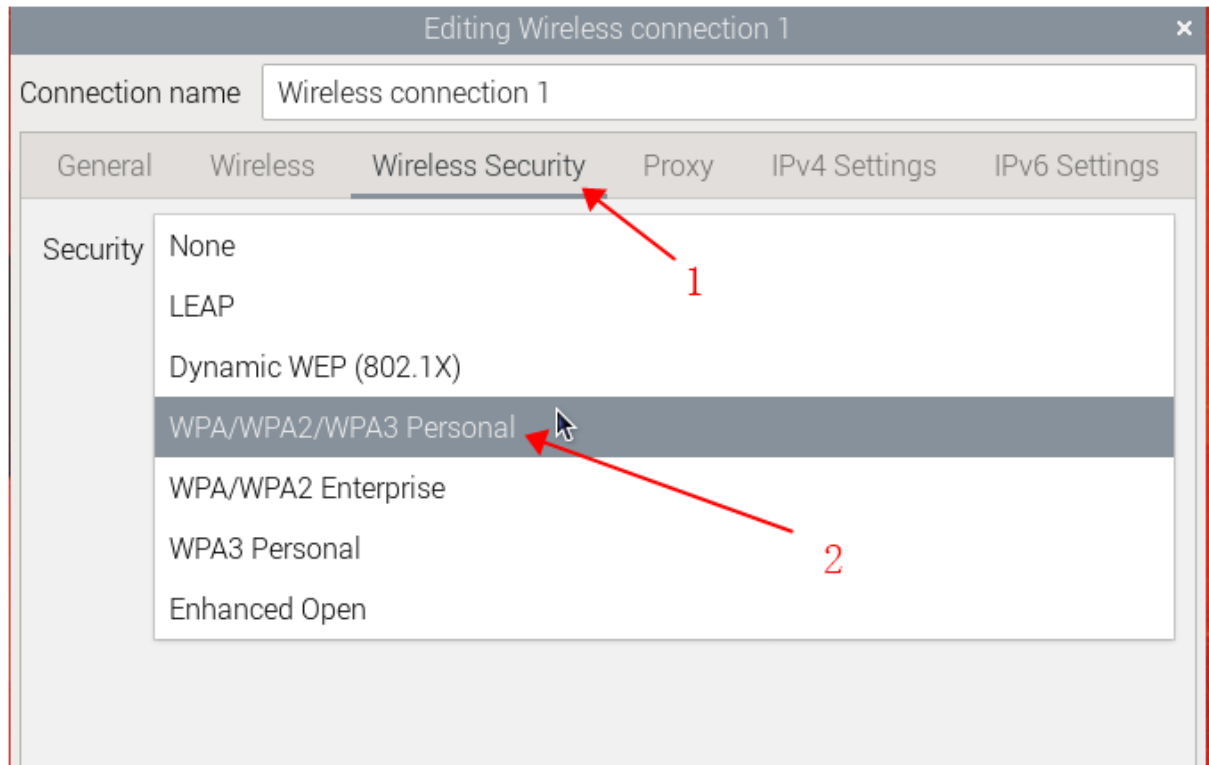 Editing Wireless connection 1 ×
Connection name Wireless connection 1
General Wireless Wireless Security Proxy IPv4 Settings IPv6 Settings
Security None
1
LEAP
Dynamic WEP (802.1X)
WPA/WPA2/WPA3 Personal
WPA/WPA2 Enterprise
WPA3 Personal
2
Enhanced Open